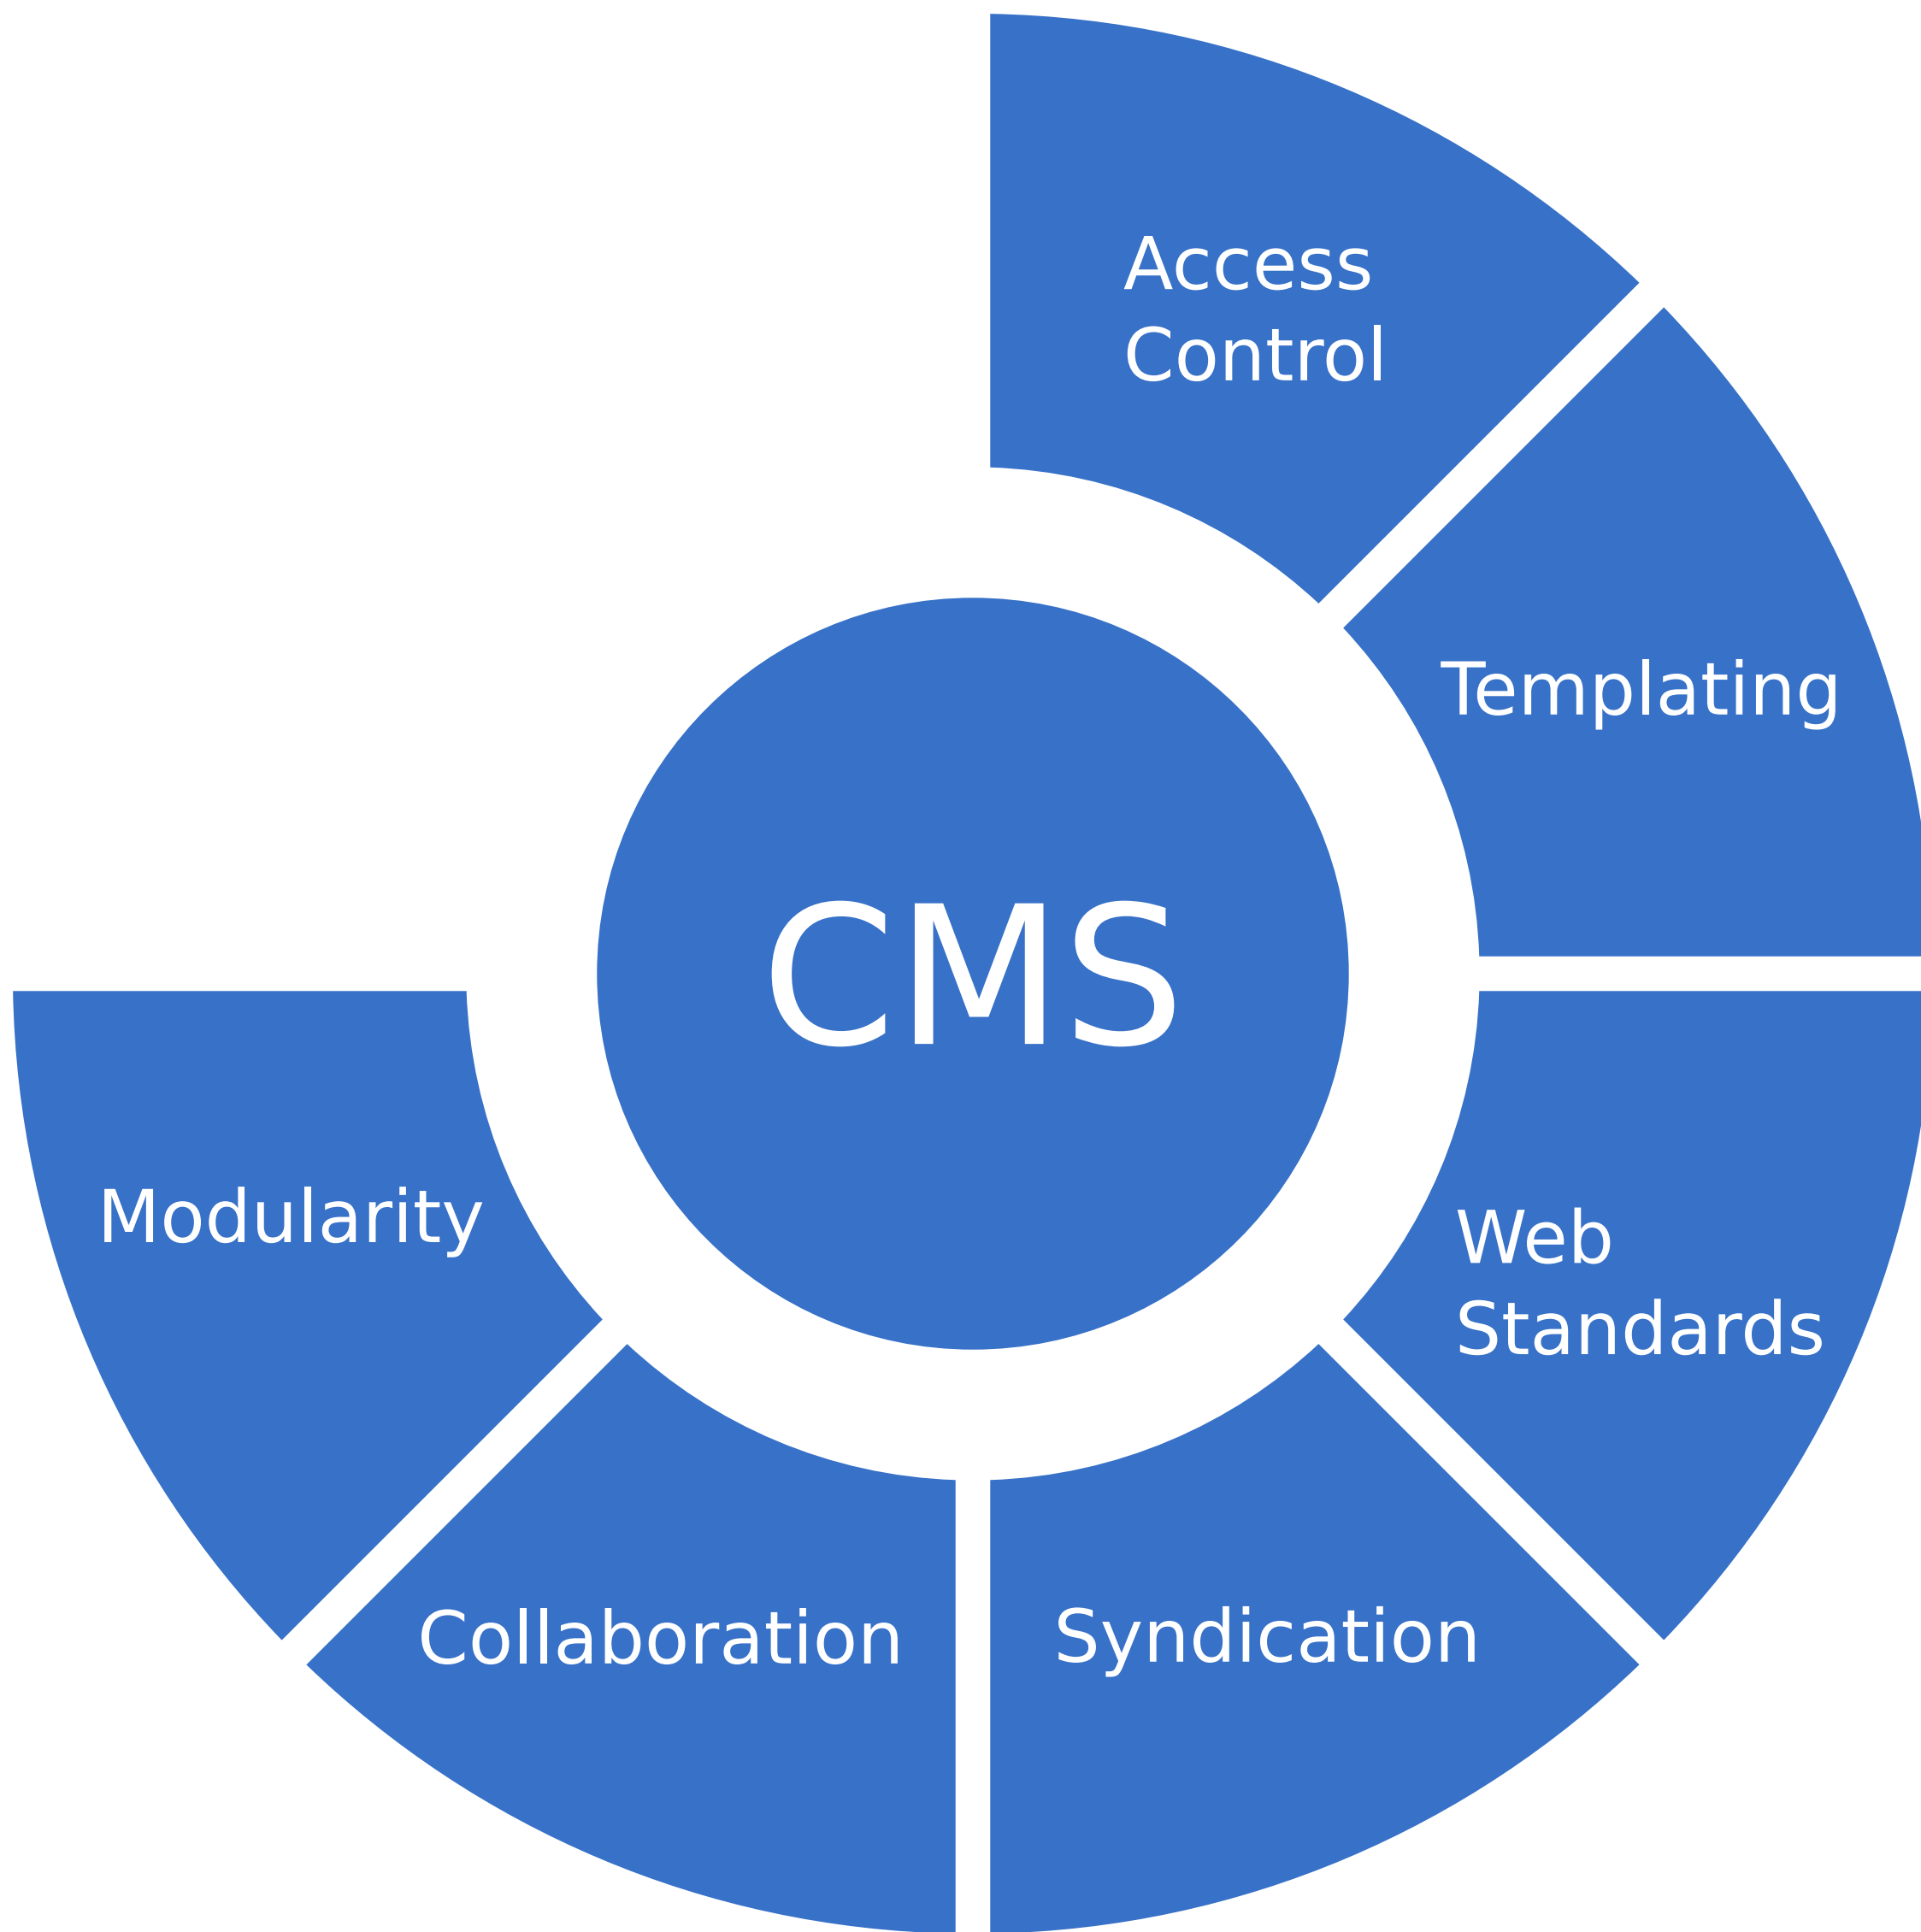 Access
Control
Templating
CMS
Modularity
Web
Standards
Collaboration
Syndication